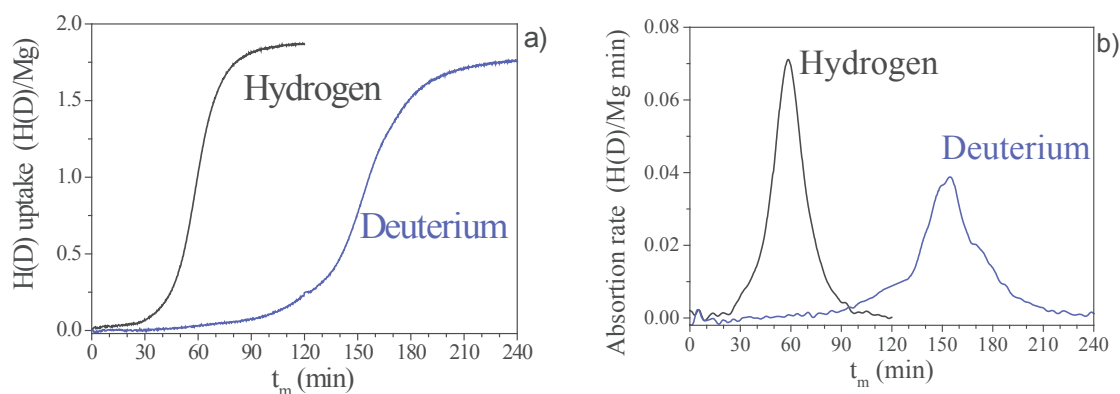 a)
H(D) uptake (H(D)/Mg)
2.0
1.5
1.0
0.5
0.0
Hydrogen
Deuterium
0 30 60 90 120 150 180 210 240
t_m (min)
b)
Absortion rate (H(D)/Mg min)
0.08
0.06
0.04
0.02
0.00
Hydrogen
Deuterium
0 30 60 90 120 150 180 210 240
t_m (min)